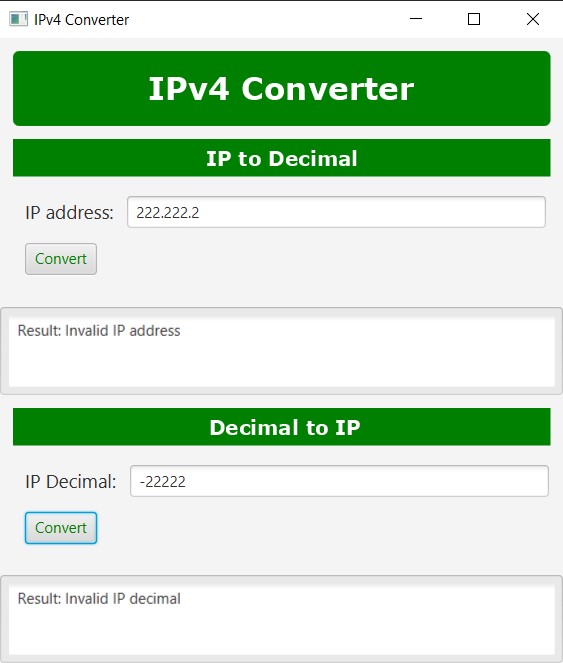 IPv4 Converter
IPv4 Converter
IP to Decimal
IP address: 222.222.2
Convert
Result: Invalid IP address
Decimal to IP
IP Decimal: -22222
Convert
Result: Invalid IP decimal